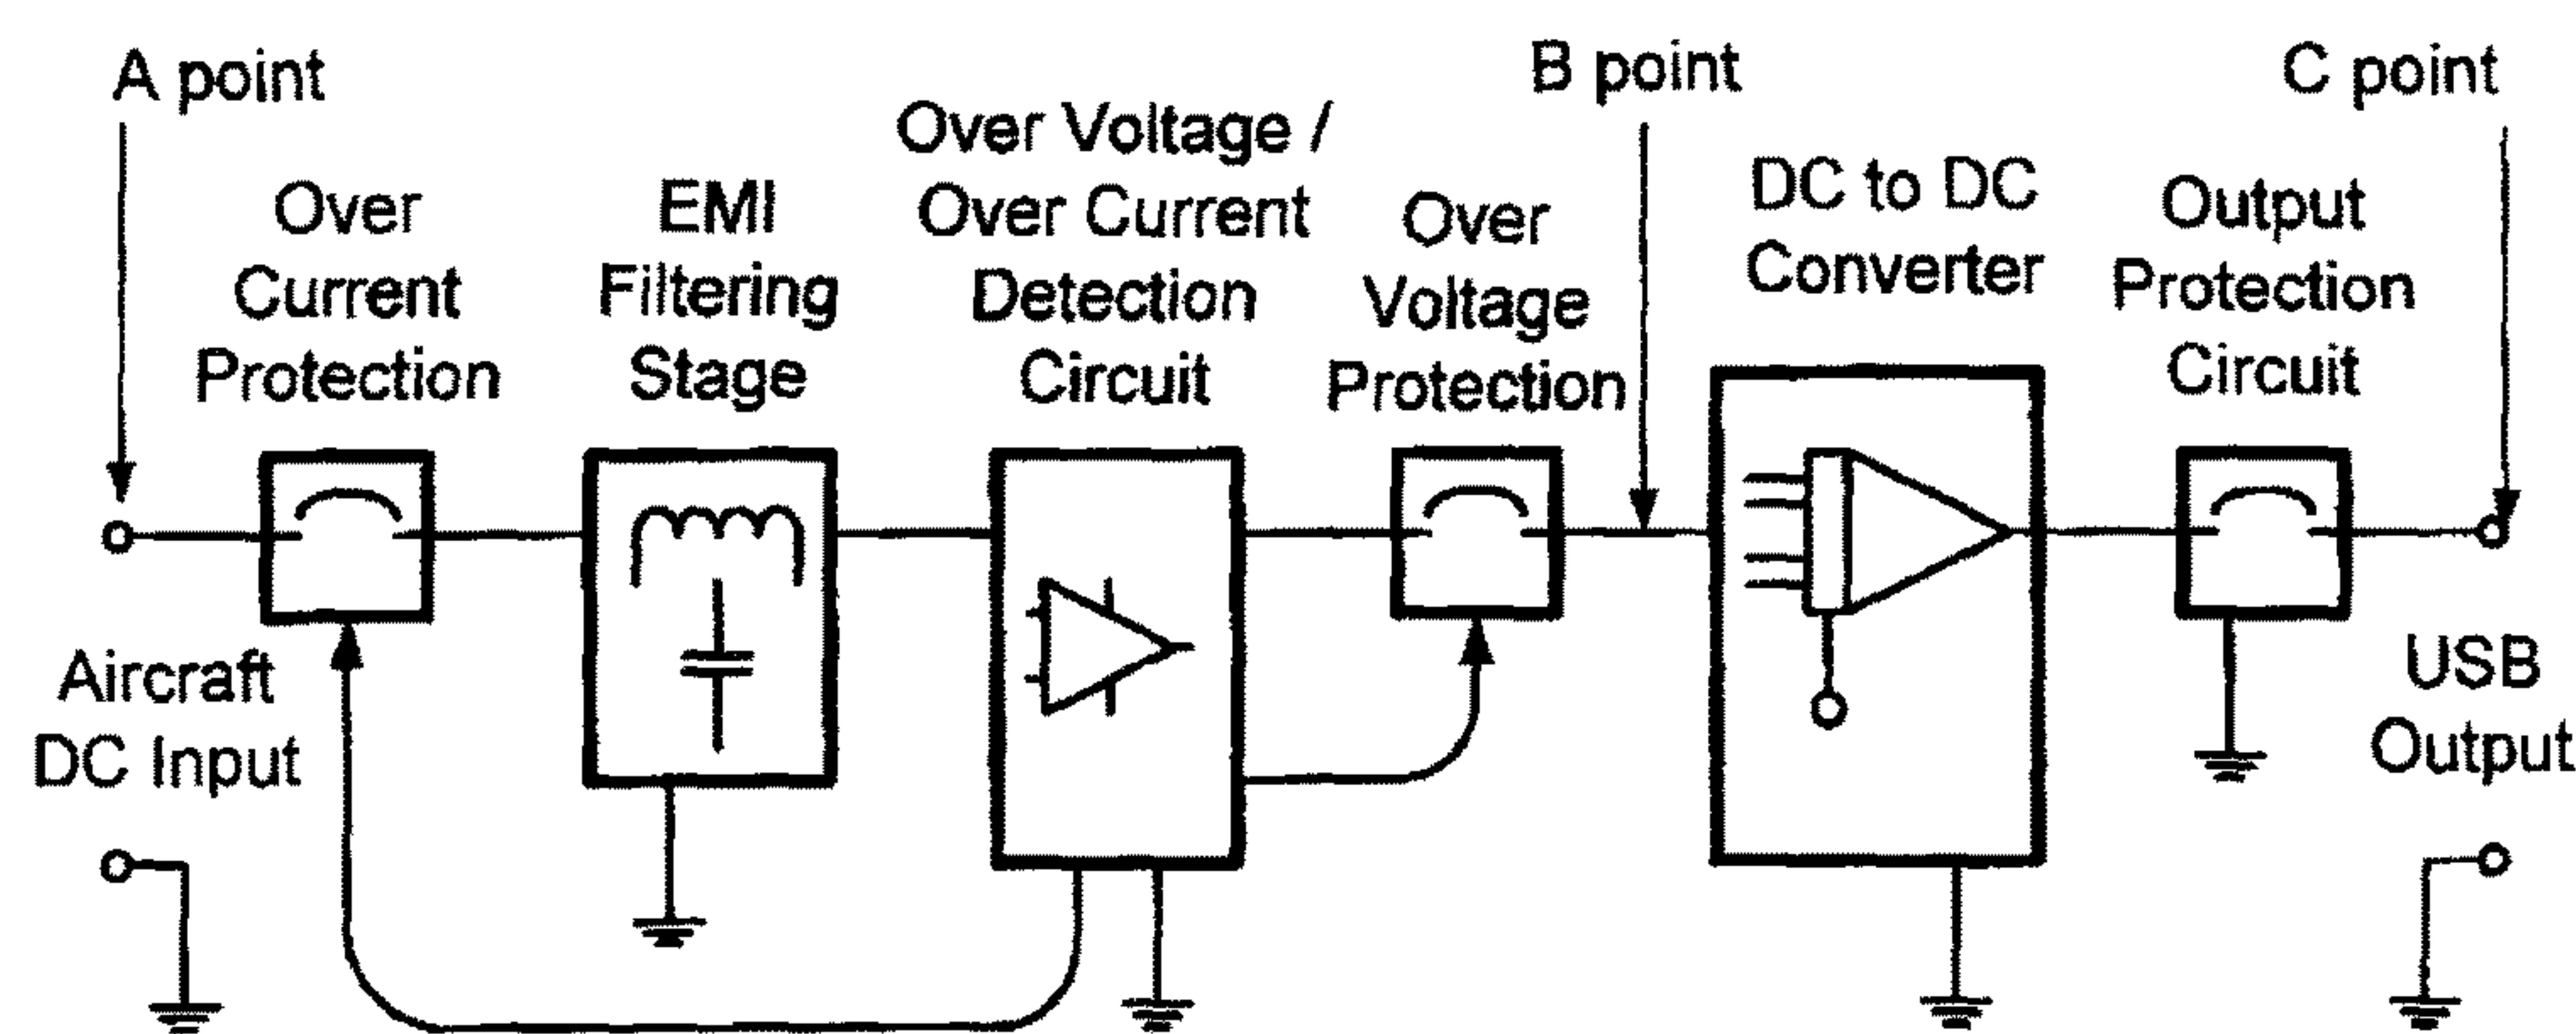 A point
Over
Current
Protection
EMI
Filtering
Stage
Over Voltage /
Over Current
Detection
Circuit
Over
Voltage
Protection
B point
DC to DC
Converter
Output
Protection
Circuit
C point
Aircraft
DC Input
USB
Output